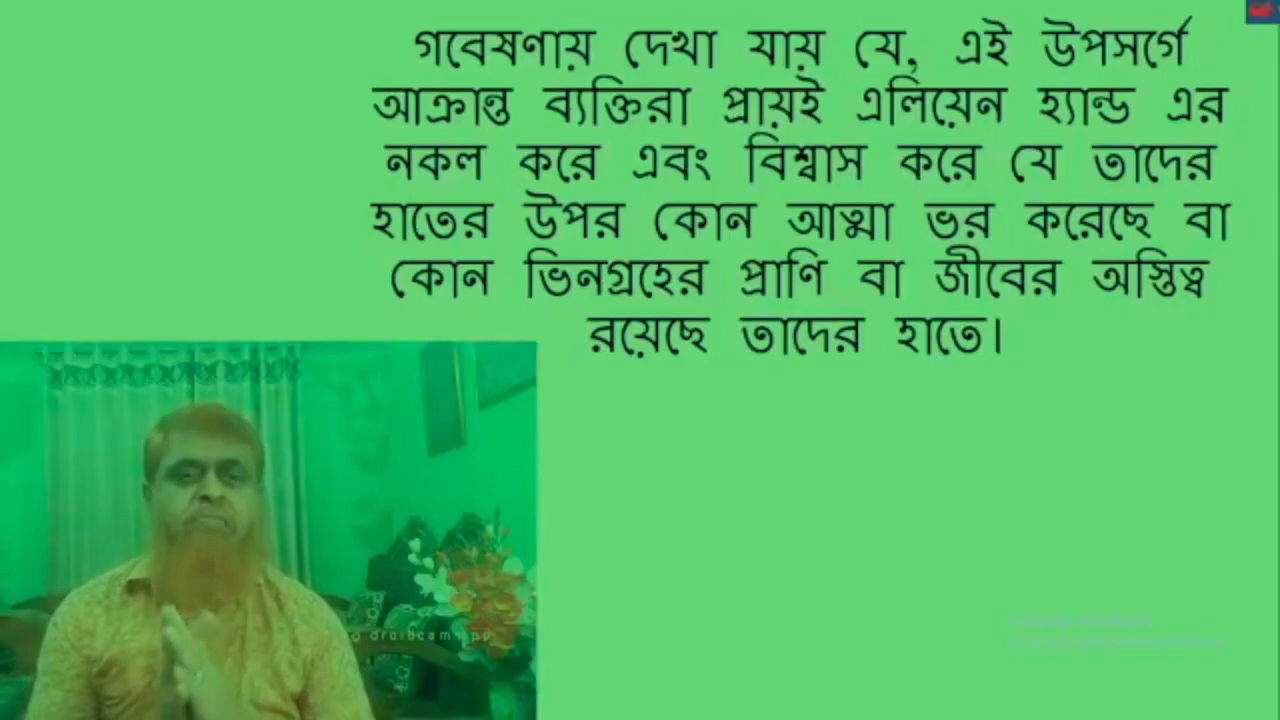 গবেষণায় দেখা যায় যে, এই উপসর্গে
আক্রান্ত ব্যক্তিরা প্রায়ই এলিয়েন হ্যান্ড এর
নকল করে এবং বিশ্বাস করে যে তাদের
হাতের উপর কোন আত্মা ভর করেছে বা
কোন ভিনগ্রহের প্রাণি বা জীবের অস্তিত্ব
রয়েছে তাদের হাতে।